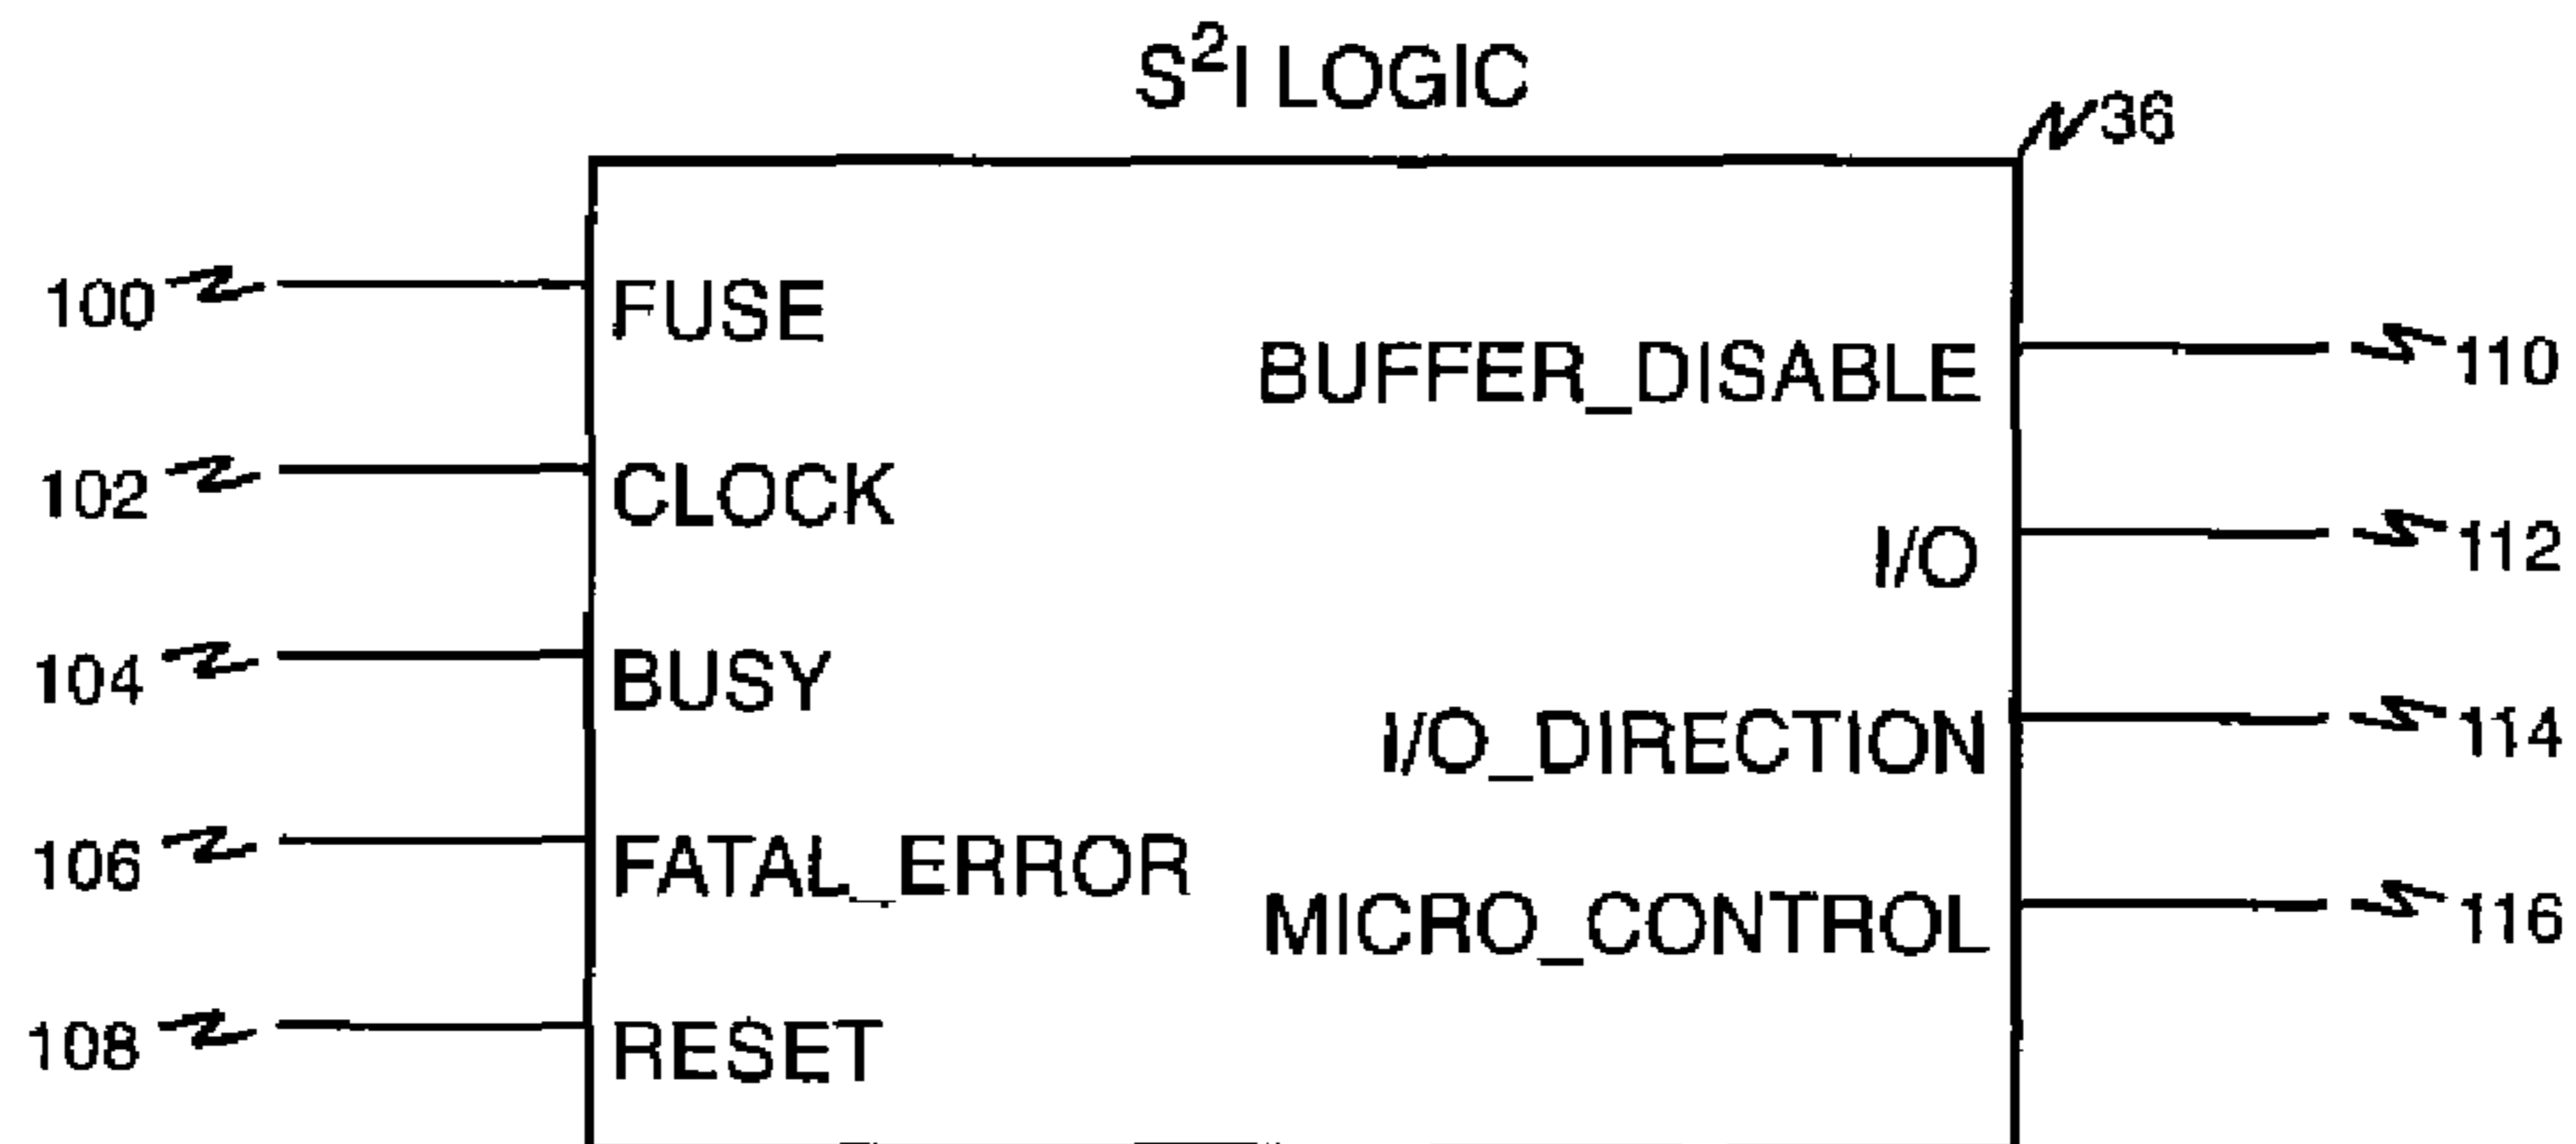 S²I LOGIC
36
100 FUSE
BUFFER_DISABLE 110
102 CLOCK
I/O 112
104 BUSY
I/O_DIRECTION 114
106 FATAL_ERROR
MICRO_CONTROL 116
108 RESET